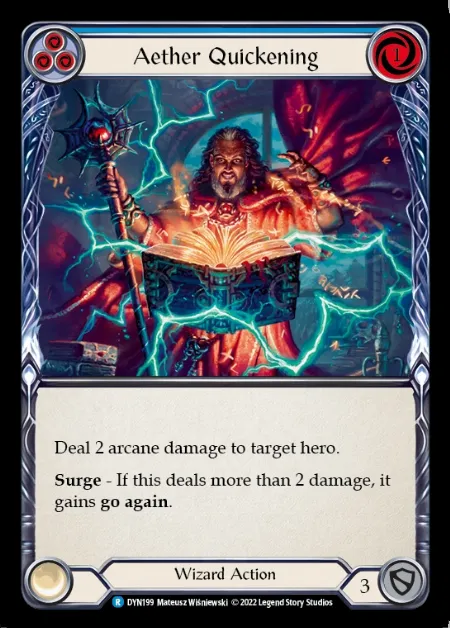 Aether Quickening
1
Deal 2 arcane damage to target hero.
Surge - If this deals more than 2 damage, it
gains go again.
Wizard Action
3
R DYN199 Mateusz Wiśniewski © 2022 Legend Story Studios